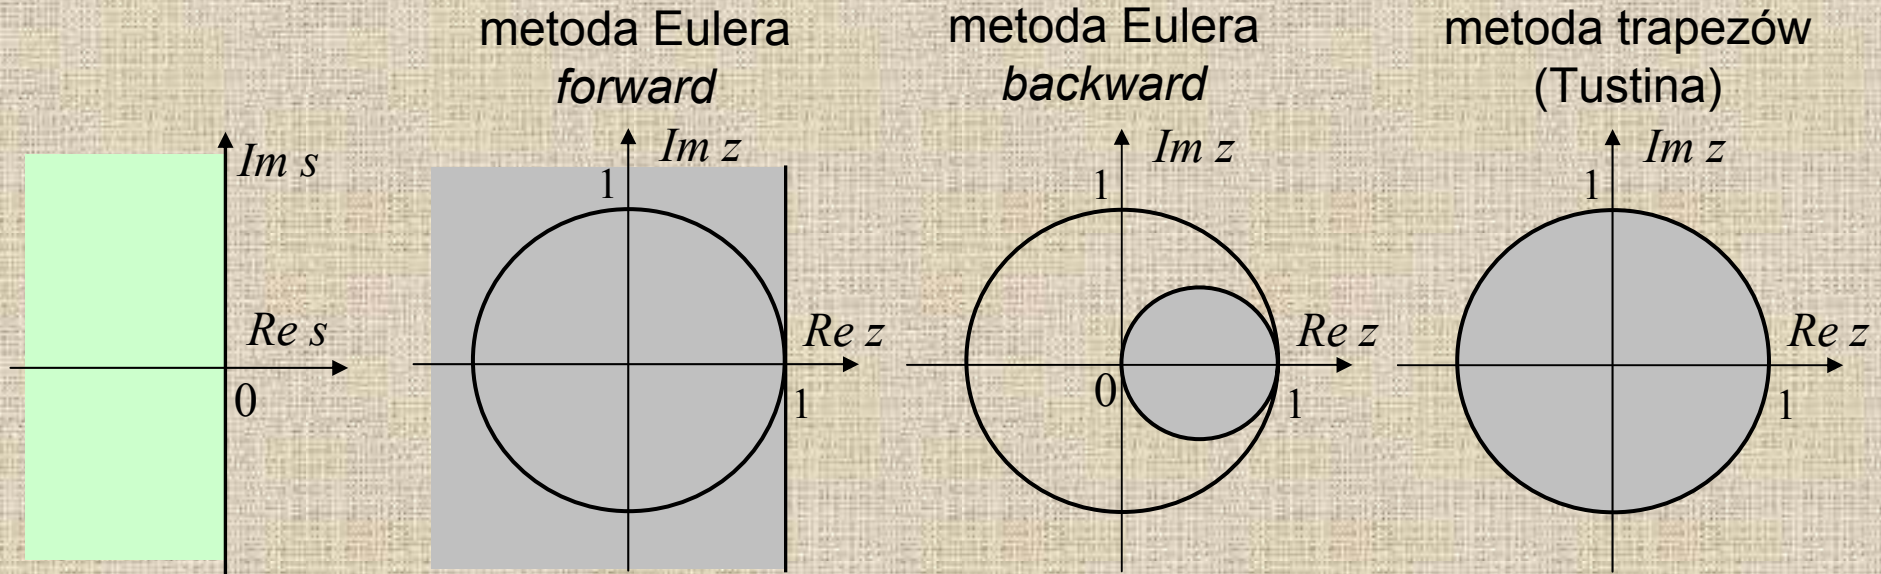 metoda Eulera
forward
metoda Eulera
backward
metoda trapezów
(Tustina)
Im s
Re s
0
Im z
1
Re z
1
Im z
1
Re z
0
1
Im z
1
Re z
1